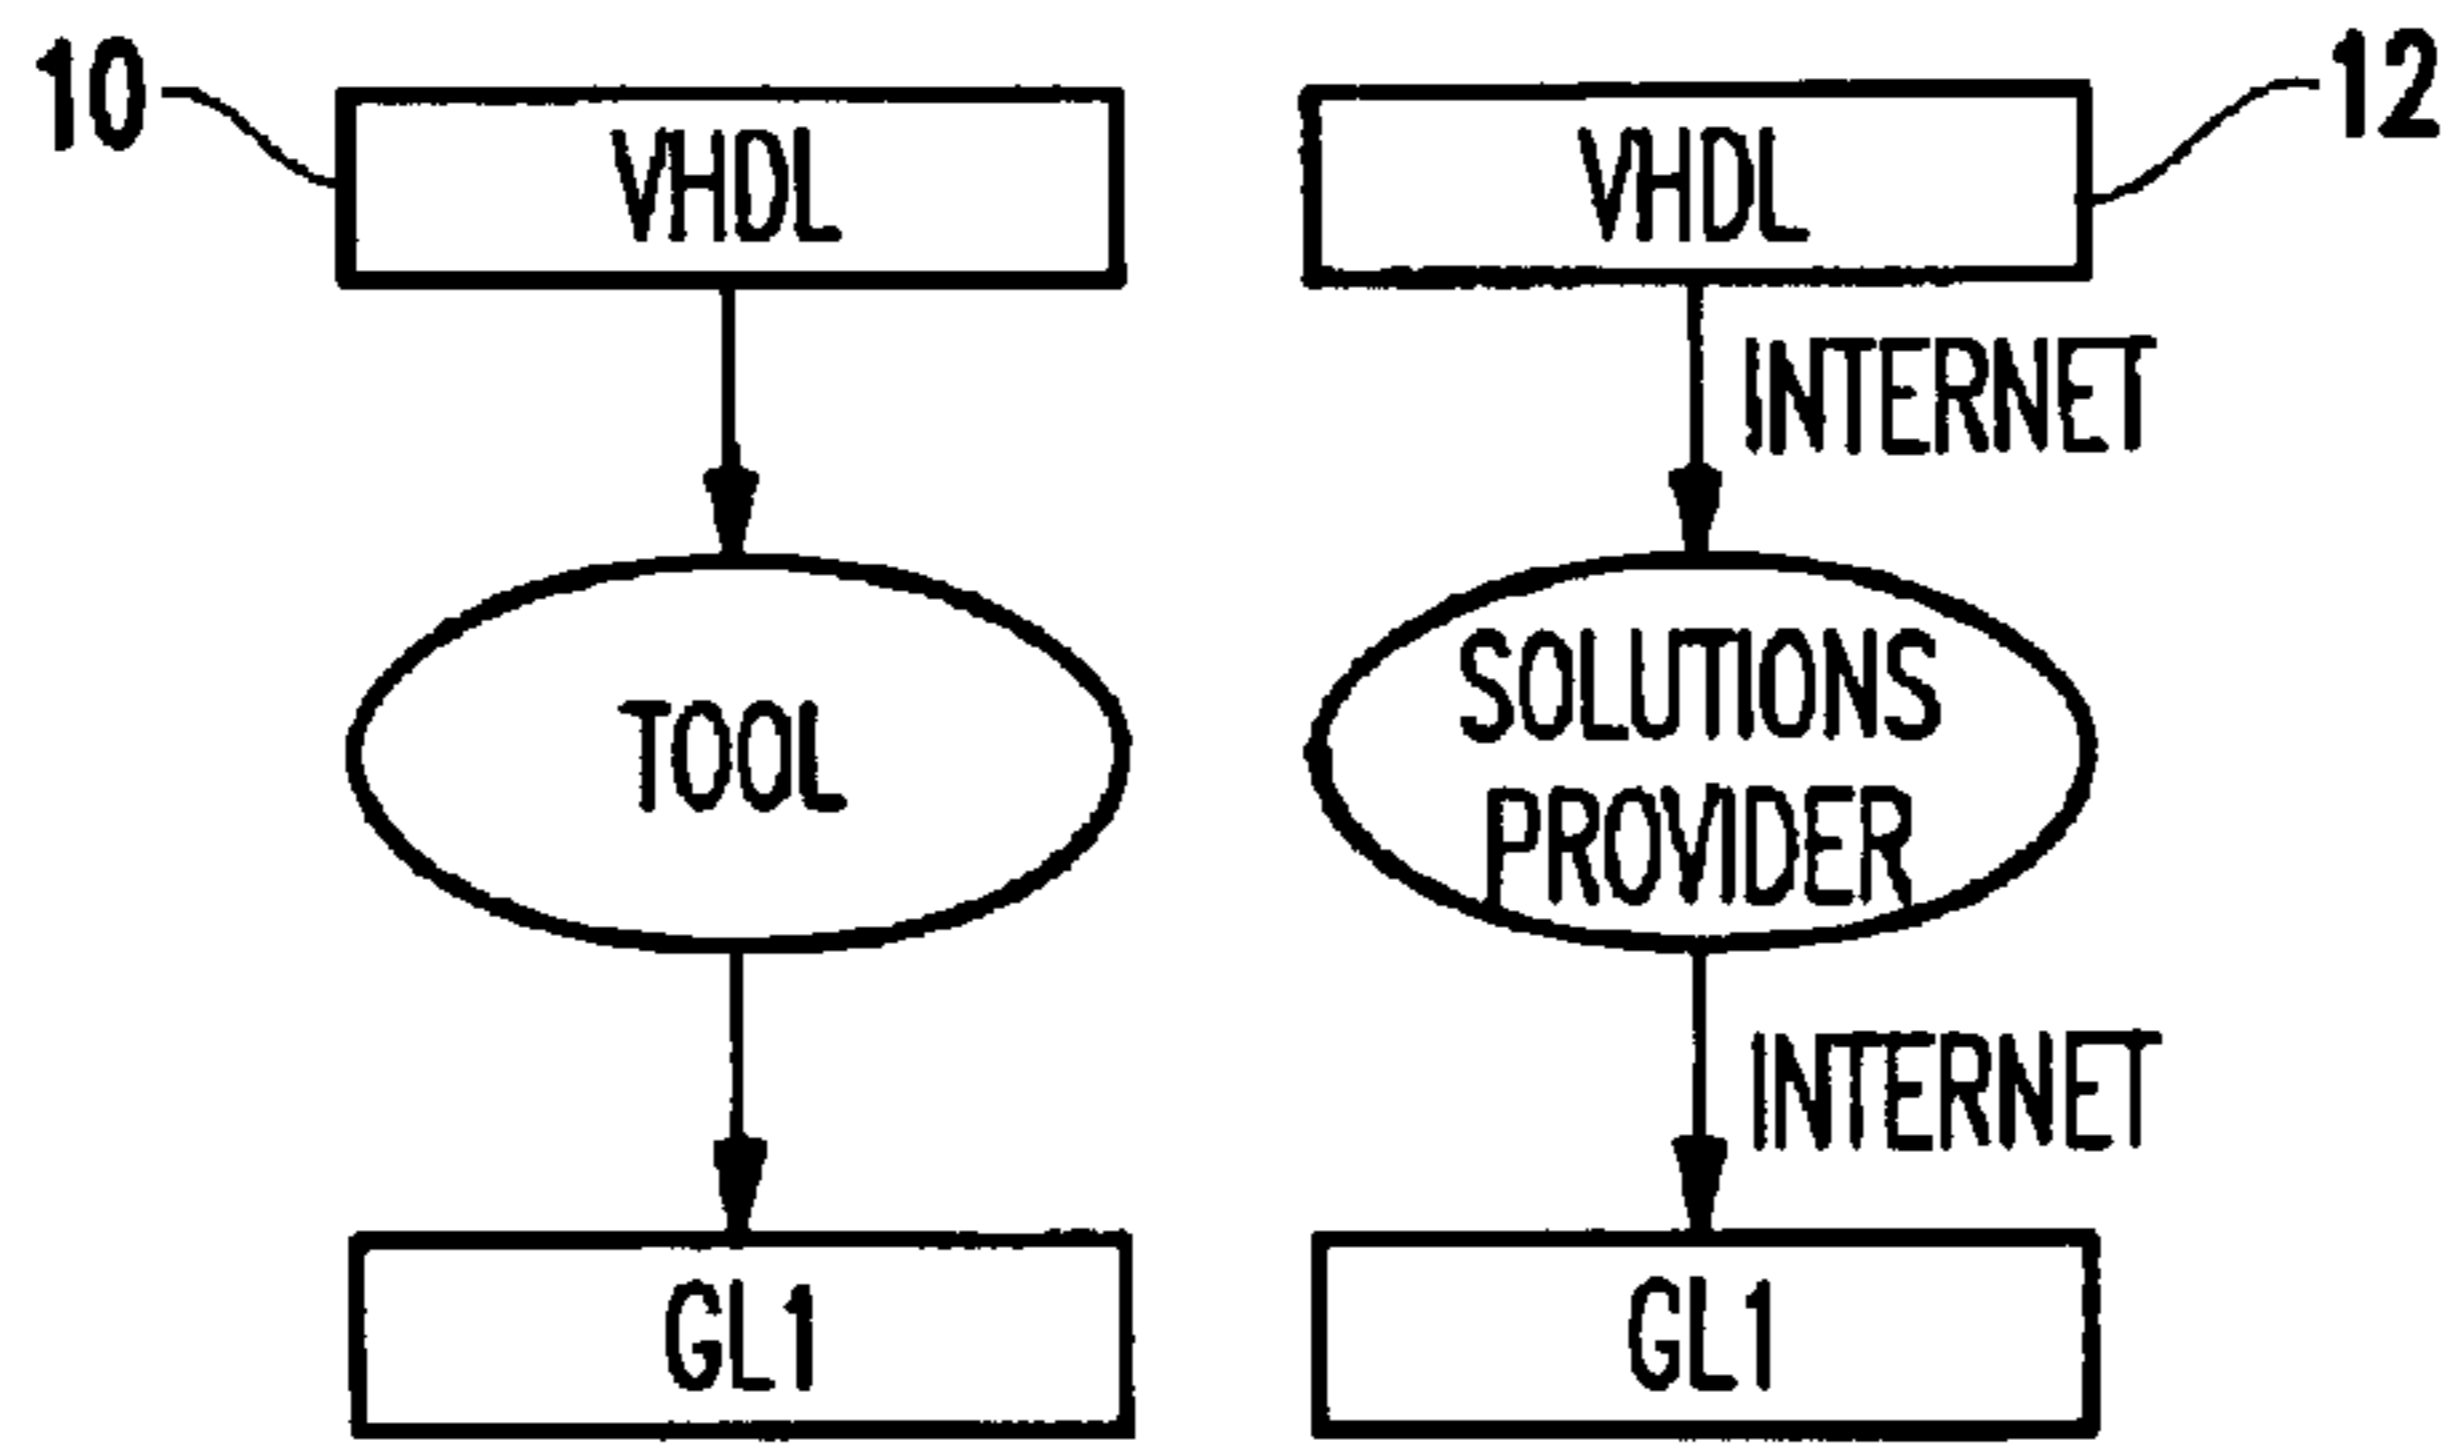 10
VHDL
TOOL
GL1
VHDL
12
INTERNET
SOLUTIONS
PROVIDER
INTERNET
GL1